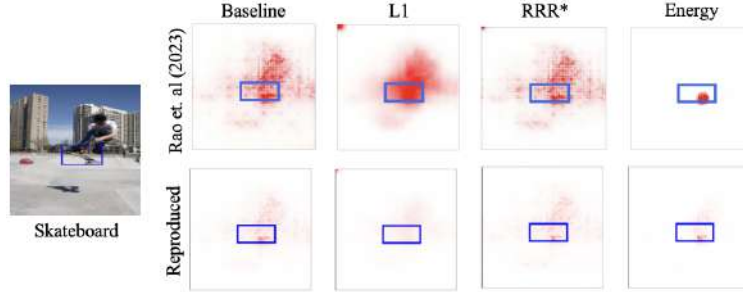 Baseline L1 RRR* Energy
Rao et. al (2023)
Skateboard
Reproduced